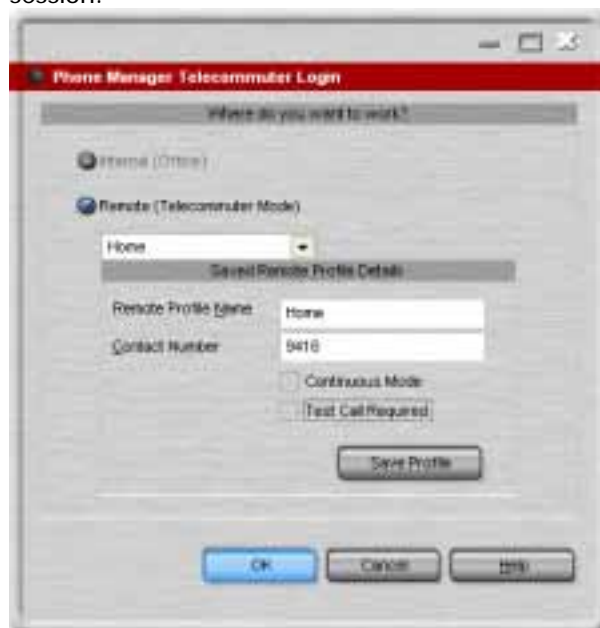 session.
Phone Manager Telecommuter Login
Where do you want to work?
Internal (Office)
Remote (Telecommuter Mode)
Home
Saved Remote Profile Details
Remote Profile Name
Home
Contact Number
9416
Continuous Mode
Test Call Required
Save Profile
OK
Cancel
Help